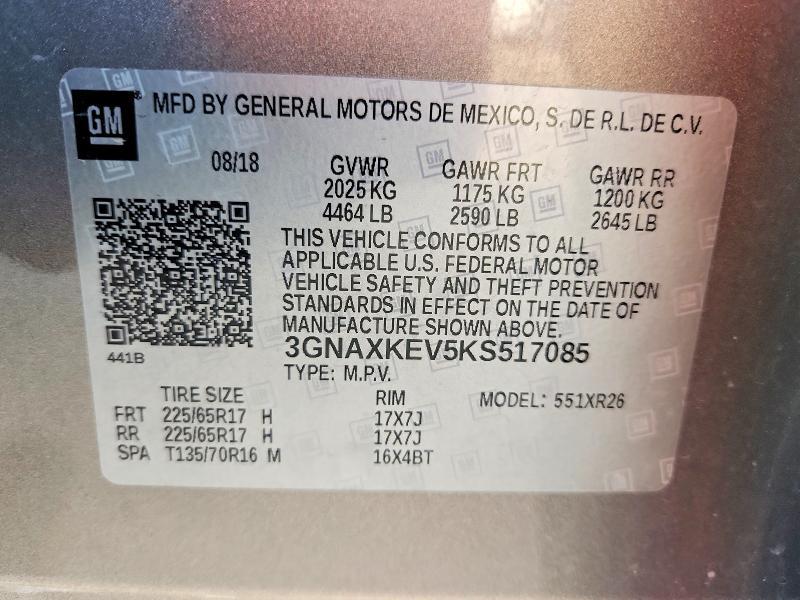 GM
MFD BY GENERAL MOTORS DE MEXICO, S. DE R.L. DE C.V.
08/18 GVWR GAWR FRT GAWR RR
2025 KG 1175 KG 1200 KG
4464 LB 2590 LB 2645 LB
THIS VEHICLE CONFORMS TO ALL
APPLICABLE U.S. FEDERAL MOTOR
VEHICLE SAFETY AND THEFT PREVENTION
STANDARDS IN EFFECT ON THE DATE OF
MANUFACTURE SHOWN ABOVE.
441B
3GNAXKEV5KS517085
TYPE: M.P.V.
TIRE SIZE RIM MODEL: 551XR26
FRT 225/65R17 H 17X7J
RR 225/65R17 H 17X7J
SPA T135/70R16 M 16X4BT